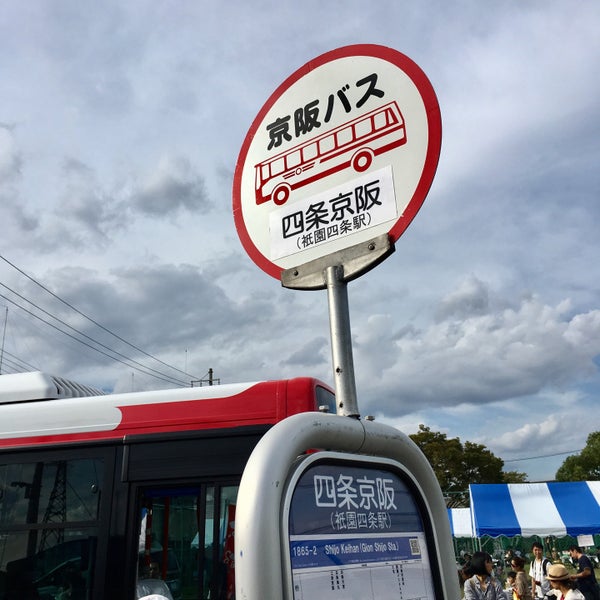 京阪バス
四条京阪
(祇園四条駅)
四条京阪
(祇園四条駅)
1865-2 Shijo Keihan(Gion Shijo Sta.)